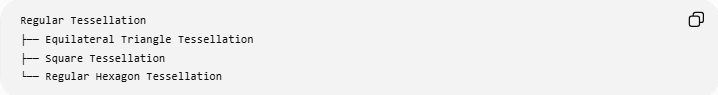 Regular Tessellation
├── Equilateral Triangle Tessellation
├── Square Tessellation
└── Regular Hexagon Tessellation